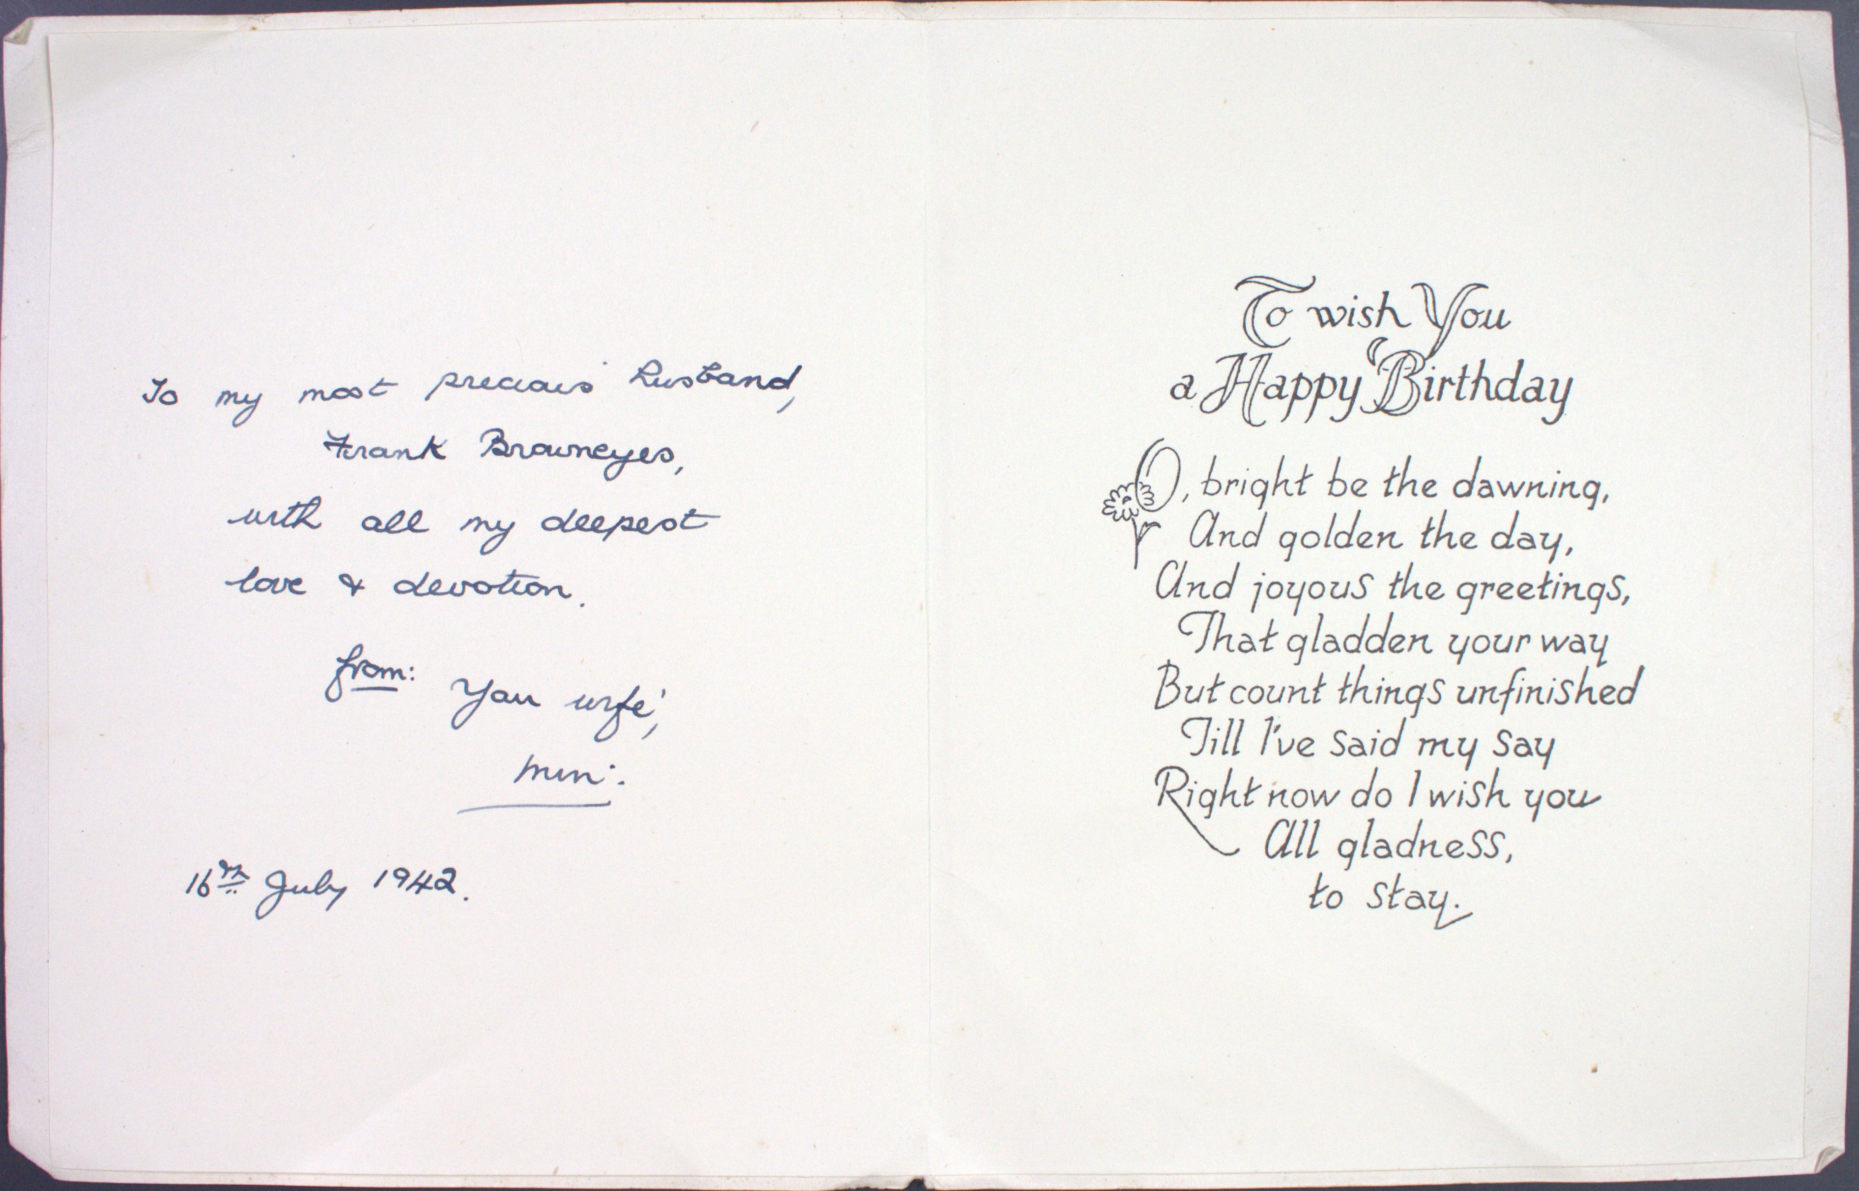 To my most precious husband,
Frank Browneyes,
with all my deepest
love & devotion.
from: Your wife,
Mini.
16th July 1942.
To wish You
a Happy Birthday
O, bright be the dawning,
And golden the day,
And joyous the greetings,
That gladden your way
But count things unfinished
Till I've said my say
Right now do I wish you
All gladness,
to stay.